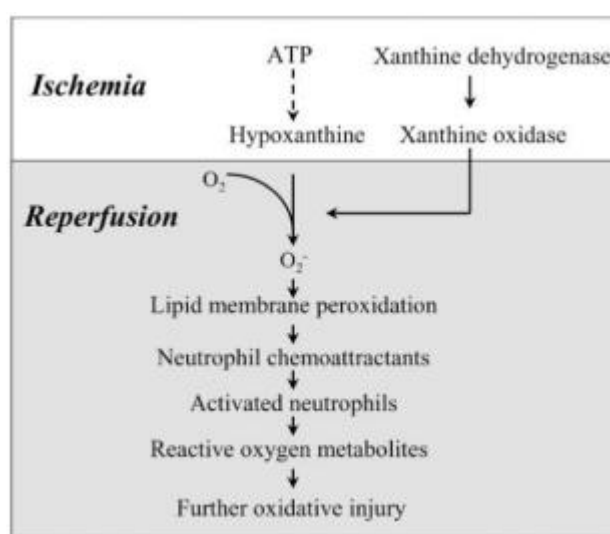 ATP Xanthine dehydrogenase
Ischemia
Hypoxanthine Xanthine oxidase
O₂
Reperfusion
O₂⁻
Lipid membrane peroxidation
Neutrophil chemoattractants
Activated neutrophils
Reactive oxygen metabolites
Further oxidative injury